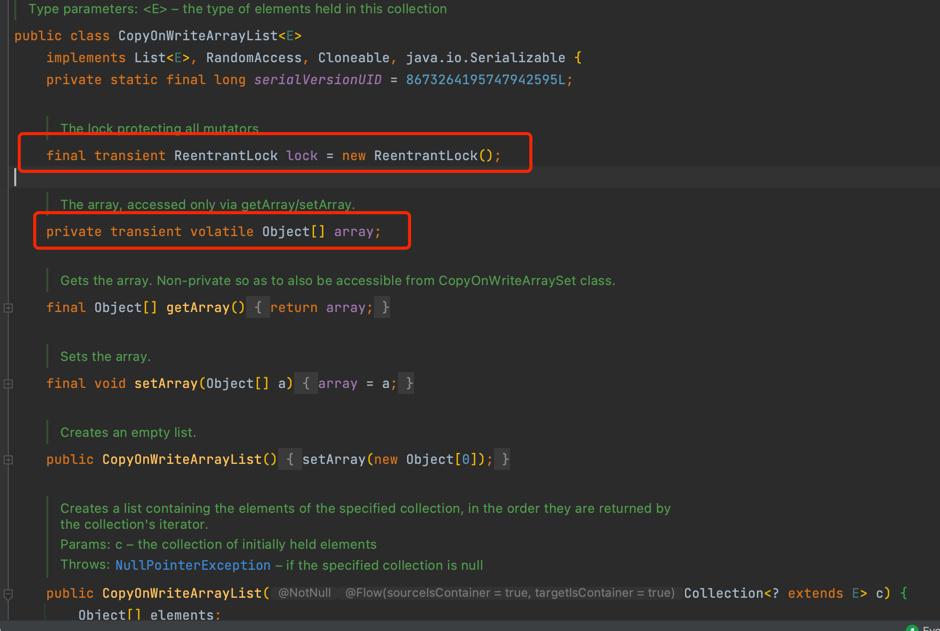 Type parameters: <E> – the type of elements held in this collection
public class CopyOnWriteArrayList<E>
implements List<E>, RandomAccess, Cloneable, java.io.Serializable {
private static final long serialVersionUID = 8673264195747942595L;
The lock protecting all mutators
final transient ReentrantLock lock = new ReentrantLock();
The array, accessed only via getArray/setArray.
private transient volatile Object[] array;
Gets the array. Non-private so as to also be accessible from CopyOnWriteArraySet class.
final Object[] getArray() { return array; }
Sets the array.
final void setArray(Object[] a) { array = a; }
Creates an empty list.
public CopyOnWriteArrayList() { setArray(new Object[0]); }
Creates a list containing the elements of the specified collection, in the order they are returned by
the collection's iterator.
Params: c – the collection of initially held elements
Throws: NullPointerException – if the specified collection is null
public CopyOnWriteArrayList( @NotNull @Flow(sourceIsContainer = true, targetIsContainer = true) Collection<? extends E> c) {
Object[] elements;